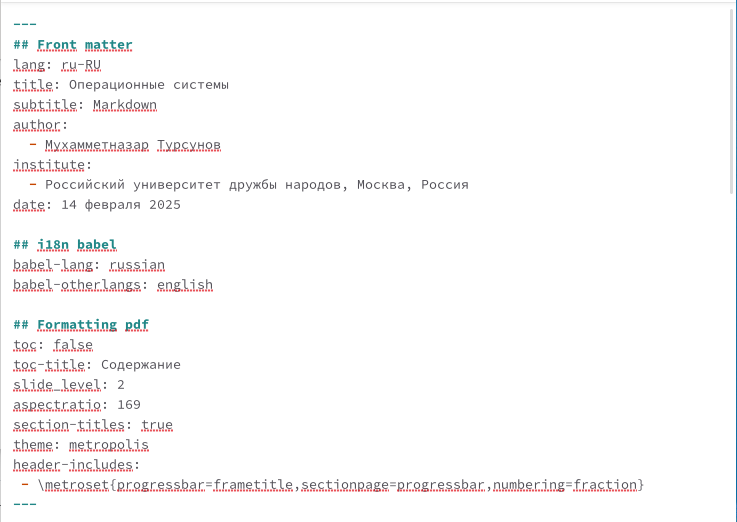 ---
## Front matter
lang: ru-RU
title: Операционные системы
subtitle: Markdown
author:
  - Мухамметназар Турсунов
institute:
  - Российский университет дружбы народов, Москва, Россия
date: 14 февраля 2025

## i18n babel
babel-lang: russian
babel-otherlangs: english

## Formatting pdf
toc: false
toc-title: Содержание
slide_level: 2
aspectratio: 169
section-titles: true
theme: metropolis
header-includes:
 - \metroset{progressbar=frametitle,sectionpage=progressbar,numbering=fraction}
---